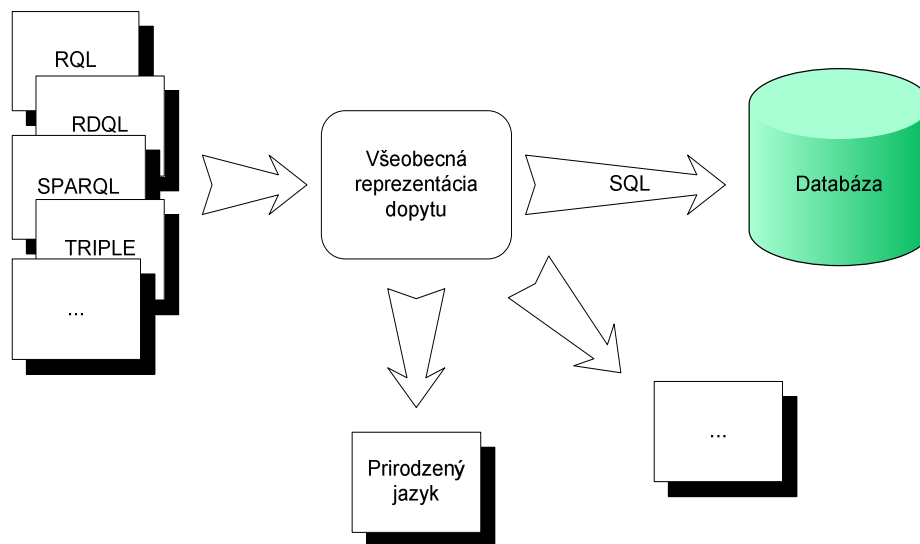 RQL
RDQL
SPARQL
TRIPLE
...
Všeobecná
reprezentácia
dopytu
SQL
Databáza
Prirodzený
jazyk
...